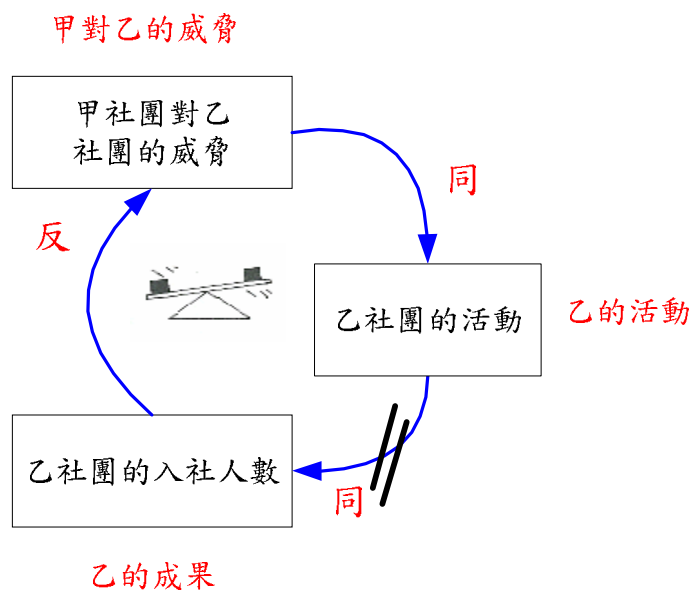 甲對乙的威脅
甲社團對乙
社團的威脅
同
反
乙社團的活動
乙的活動
乙社團的入社人數
同
乙的成果